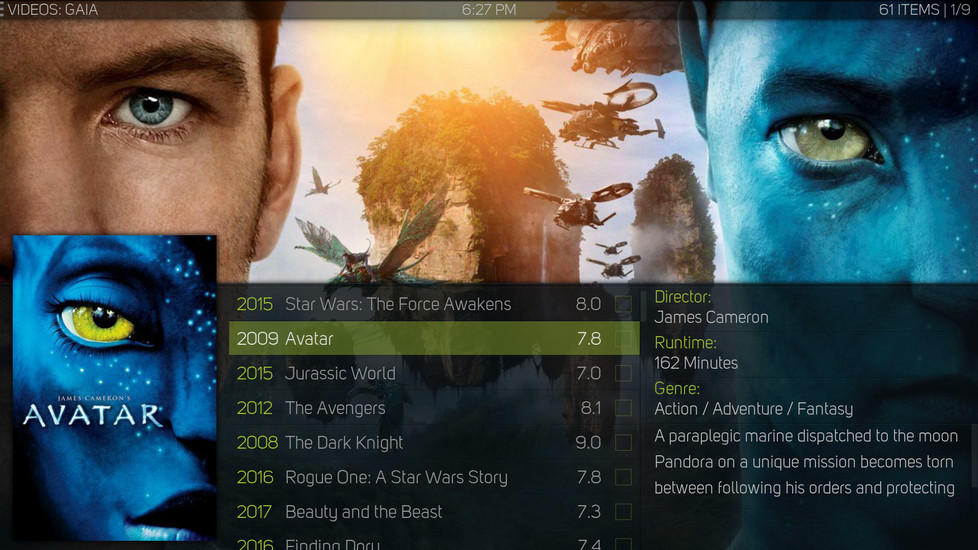 VIDEOS: GAIA
6:27 PM
61 ITEMS | 1/9
JAMES CAMERON'S
AVATAR
2015 Star Wars: The Force Awakens 8.0
2009 Avatar 7.8
2015 Jurassic World 7.0
2012 The Avengers 8.1
2008 The Dark Knight 9.0
2016 Rogue One: A Star Wars Story 7.8
2017 Beauty and the Beast 7.3
2016 Finding Dory 7.4
Director:
James Cameron
Runtime:
162 Minutes
Genre:
Action / Adventure / Fantasy
A paraplegic marine dispatched to the moon
Pandora on a unique mission becomes torn
between following his orders and protecting